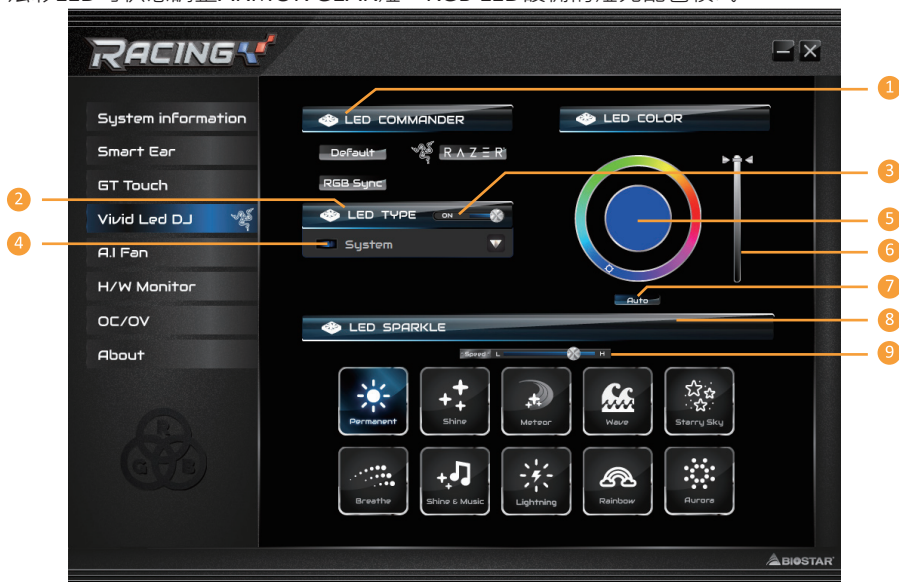 RACING
System information
Smart Ear
GT Touch
Vivid Led DJ
A.I Fan
H/W Monitor
OC/OV
About
LED COMMANDER
Default
RAZER
RGB Sync
LED TYPE ON
System
LED COLOR
Auto
LED SPARKLE
Speed L H
Permanent
Shine
Meteor
Wave
Starry Sky
Breathe
Shine & Music
Lightning
Rainbow
Aurora
R
G B
BIOSTAR
1
2
3
4
5
6
7
8
9